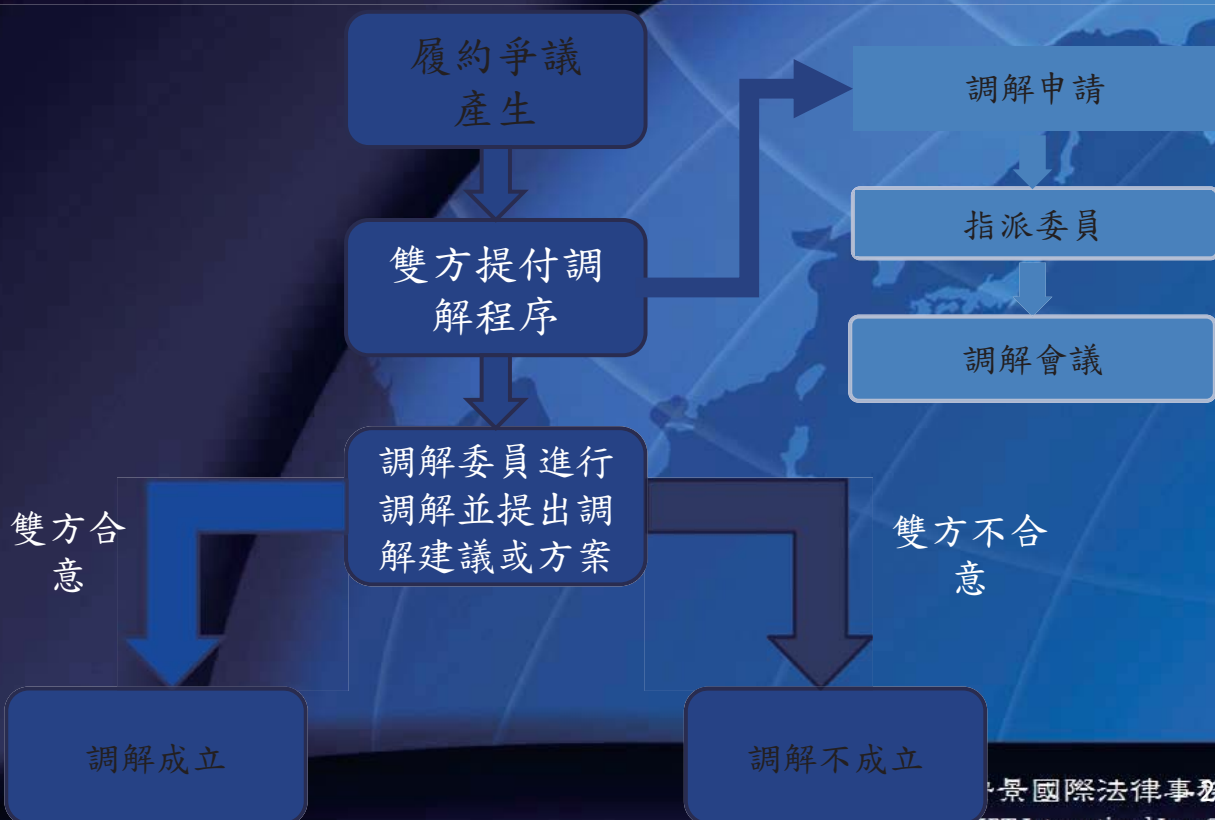 履約爭議
產生
調解申請
指派委員
雙方提付調
解程序
調解會議
調解委員進行
調解並提出調
解建議或方案
雙方合
意
雙方不合
意
調解成立
調解不成立
景國際法律事務